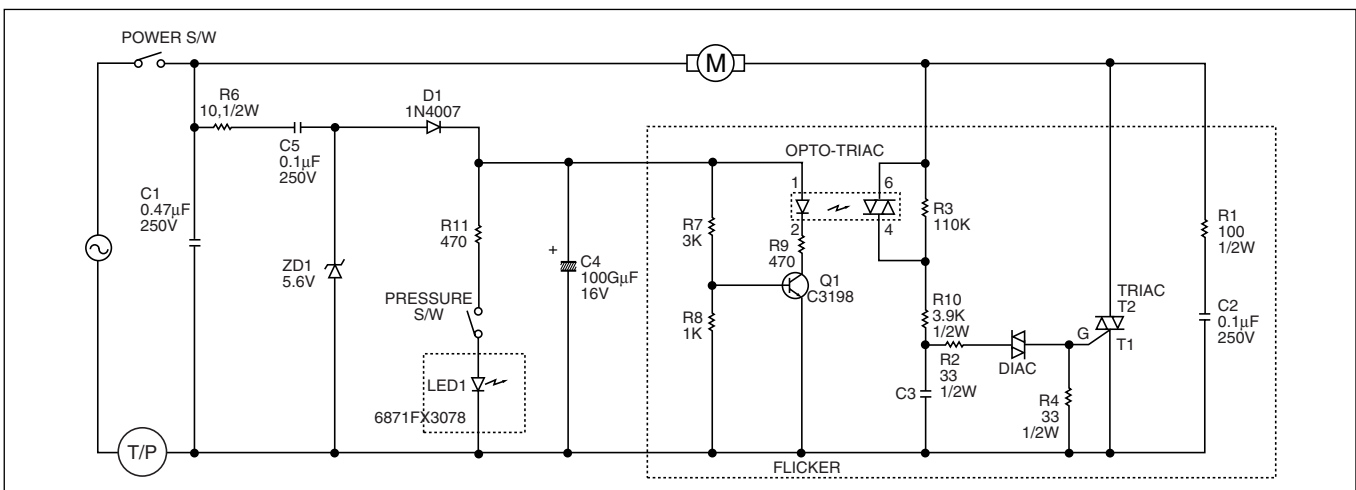 POWER S/W
M
R6
10,1/2W
D1
1N4007
C5
0.1µF
250V
OPTO-TRIAC
1
6
2
4
C1
0.47µF
250V
R11
470
R7
3K
R9
470
R3
110K
R1
100
1/2W
ZD1
5.6V
+
C4
100GµF
16V
Q1
C3198
PRESSURE
S/W
R8
1K
R10
3.9K
1/2W
TRIAC
T2
G
T1
C2
0.1µF
250V
R2
33
1/2W
DIAC
LED1
6871FX3078
C3
R4
33
1/2W
T/P
FLICKER